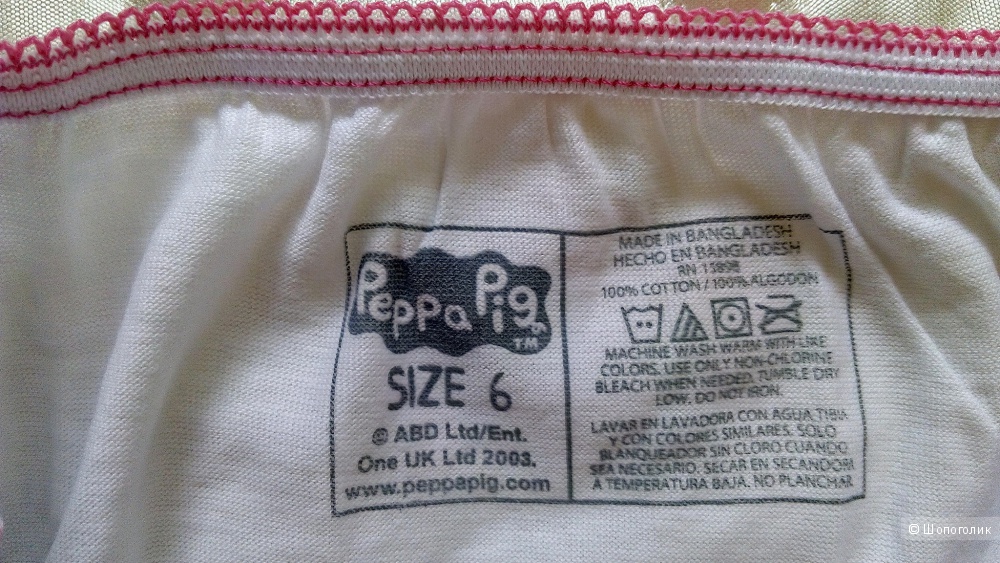 Peppa Pig
TM
SIZE 6
© ABD Ltd/Ent.
One UK Ltd 2003.
www.peppapig.com
MADE IN BANGLADESH
HECHO EN BANGLADESH
RN 15898
100% COTTON / 100% ALGODON
MACHINE WASH WARM WITH LIKE
COLORS. USE ONLY NON-CHLORINE
BLEACH WHEN NEEDED. TUMBLE DRY
LOW. DO NOT IRON.
LAVAR EN LAVADORA CON AGUA TIBIA
Y CON COLORES SIMILARES. SOLO
BLANQUEADOR SIN CLORO CUANDO
SEA NECESARIO. SECAR EN SECANDORA
A TEMPERATURA BAJA. NO PLANCHAR
© Шопоголик